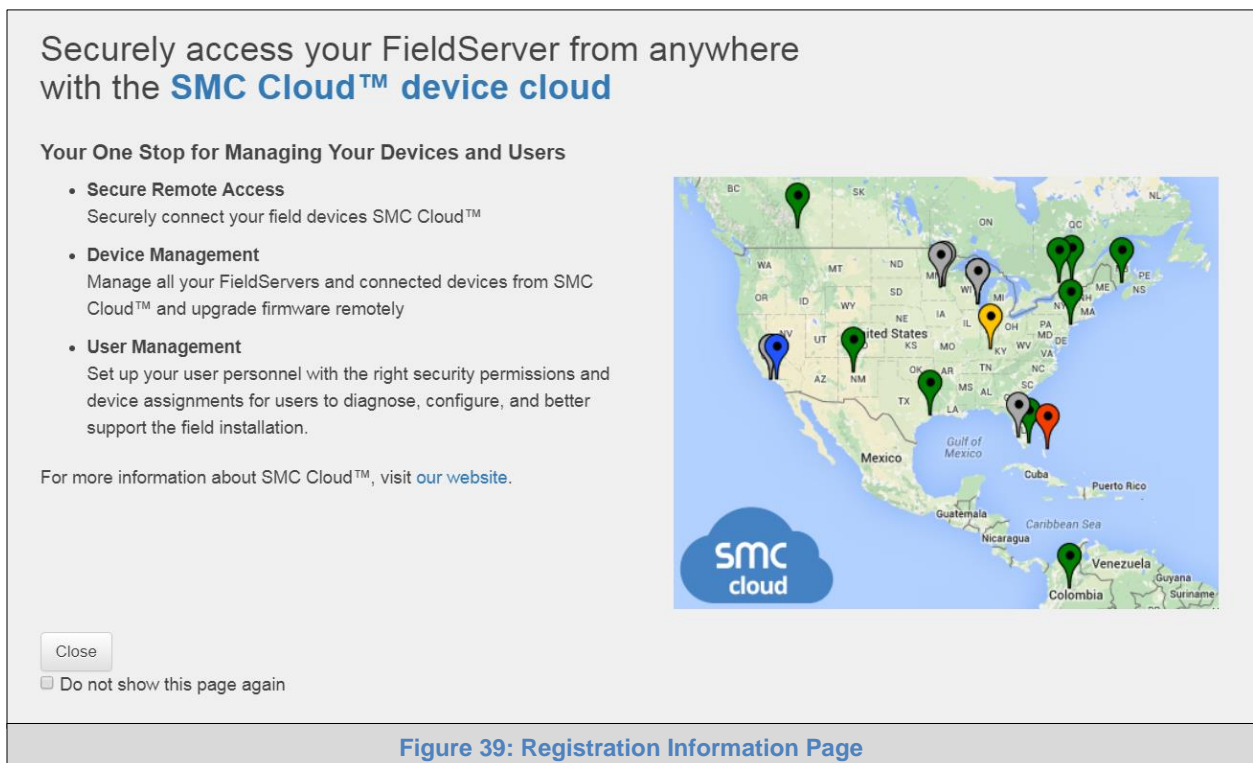 Securely access your FieldServer from anywhere
with the SMC Cloud™ device cloud
Your One Stop for Managing Your Devices and Users
• Secure Remote Access
Securely connect your field devices SMC Cloud™
• Device Management
Manage all your FieldServers and connected devices from SMC
Cloud™ and upgrade firmware remotely
• User Management
Set up your user personnel with the right security permissions and
device assignments for users to diagnose, configure, and better
support the field installation.
For more information about SMC Cloud™, visit our website.
BC
SK
NL
ON
QC
WA
MT
ND
MN
PE
NS
OR
ID
WY
SD
WI
MI
ME
NY
NH
MA
NE
IA
IL
OH
PA
NV
UT
United States
KS
MO
KY
WV
MD
DE
VA
AZ
NM
OK
AR
TN
NC
SC
TX
LA
MS
AL
Gulf of
Mexico
Mexico
Cuba
Puerto Rico
Guatemala
Caribbean Sea
Nicaragua
Venezuela
Guyana
Suriname
Colombia
smc
cloud
Close
Do not show this page again
Figure 39: Registration Information Page